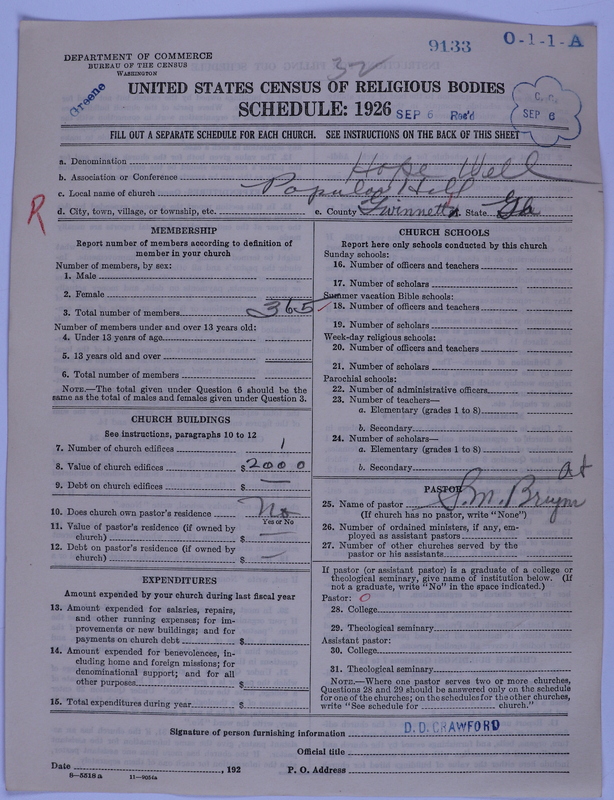 9133 O-1-1-A
DEPARTMENT OF COMMERCE
BUREAU OF THE CENSUS
WASHINGTON
32
Greene
UNITED STATES CENSUS OF RELIGIOUS BODIES
SCHEDULE: 1926 SEP 6 Rec'd
C. C.
SEP 6
FILL OUT A SEPARATE SCHEDULE FOR EACH CHURCH. SEE INSTRUCTIONS ON THE BACK OF THIS SHEET
a. Denomination
b. Association or Conference Hope Well
c. Local name of church Popular Hill
R
d. City, town, village, or township, etc. e. County Gwinnett State Ga
MEMBERSHIP
Report number of members according to definition of
member in your church
Number of members, by sex:
1. Male
2. Female
3. Total number of members 365
Number of members under and over 13 years old:
4. Under 13 years of age
5. 13 years old and over
6. Total number of members
NOTE.—The total given under Question 6 should be the
same as the total of males and females given under Question 3.
CHURCH BUILDINGS
See instructions, paragraphs 10 to 12
7. Number of church edifices 1
8. Value of church edifices $2000
9. Debt on church edifices $ —
10. Does church own pastor's residence No
Yes or No
11. Value of pastor's residence (if owned by
church) $ —
12. Debt on pastor's residence (if owned by
church) $ —
EXPENDITURES
Amount expended by your church during last fiscal year
13. Amount expended for salaries, repairs,
and other running expenses; for im-
provements or new buildings; and for
payments on church debt $
14. Amount expended for benevolences, in-
cluding home and foreign missions; for
denominational support; and for all
other purposes $
15. Total expenditures during year $
CHURCH SCHOOLS
Report here only schools conducted by this church
Sunday schools:
16. Number of officers and teachers
17. Number of scholars
Summer vacation Bible schools:
18. Number of officers and teachers
19. Number of scholars
Week-day religious schools:
20. Number of officers and teachers
21. Number of scholars
Parochial schools:
22. Number of administrative officers
23. Number of teachers—
a. Elementary (grades 1 to 8)
b. Secondary
24. Number of scholars—
a. Elementary (grades 1 to 8)
b. Secondary
at
PASTOR
25. Name of pastor S. M. Bruym
(If church has no pastor, write "None")
26. Number of ordained ministers, if any, em-
ployed as assistant pastors
27. Number of other churches served by the
pastor or his assistants
If pastor (or assistant pastor) is a graduate of a college or
theological seminary, give name of institution below. (If
not a graduate, write "No" in the space indicated.)
Pastor: O
28. College
29. Theological seminary
Assistant pastor:
30. College
31. Theological seminary
NOTE.—Where one pastor serves two or more churches,
Questions 28 and 29 should be answered only on the schedule
for one of the churches; on the schedules for the other churches,
write "See schedule for church."
Signature of person furnishing information D. D. CRAWFORD
Official title
Date , 192 P. O. Address
8—5518 a 11—9056a